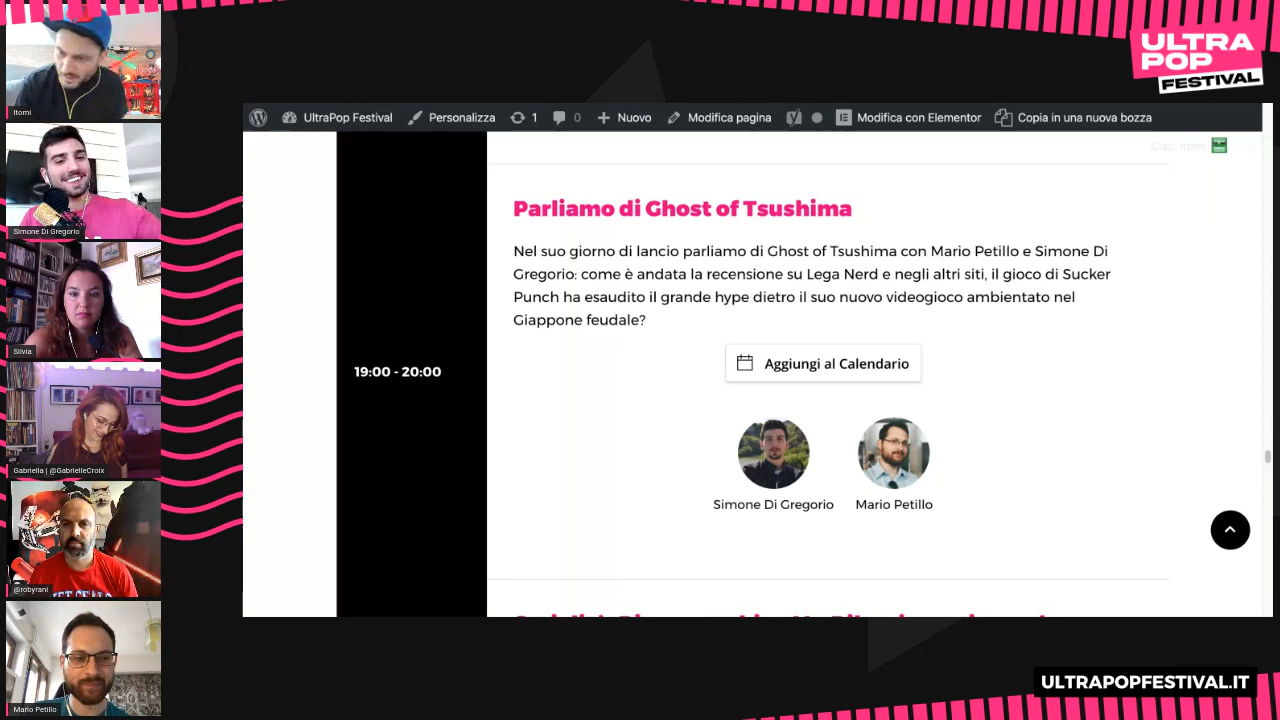 ULTRA
POP
FESTIVAL
UltraPop Festival
Personalizza
1
0
Nuovo
Modifica pagina
Modifica con Elementor
Copia in una nuova bozza
Ciao, itomi
Itomi
Simone Di Gregorio
Silvia
Gabriella | @GabrielleCroix
@robyrani
Mario Petillo
19:00 - 20:00
Parliamo di Ghost of Tsushima
Nel suo giorno di lancio parliamo di Ghost of Tsushima con Mario Petillo e Simone Di
Gregorio: come è andata la recensione su Lega Nerd e negli altri siti, il gioco di Sucker
Punch ha esaudito il grande hype dietro il suo nuovo videogioco ambientato nel
Giappone feudale?
Aggiungi al Calendario
Simone Di Gregorio
Mario Petillo
ULTRAPOPFESTIVAL.IT